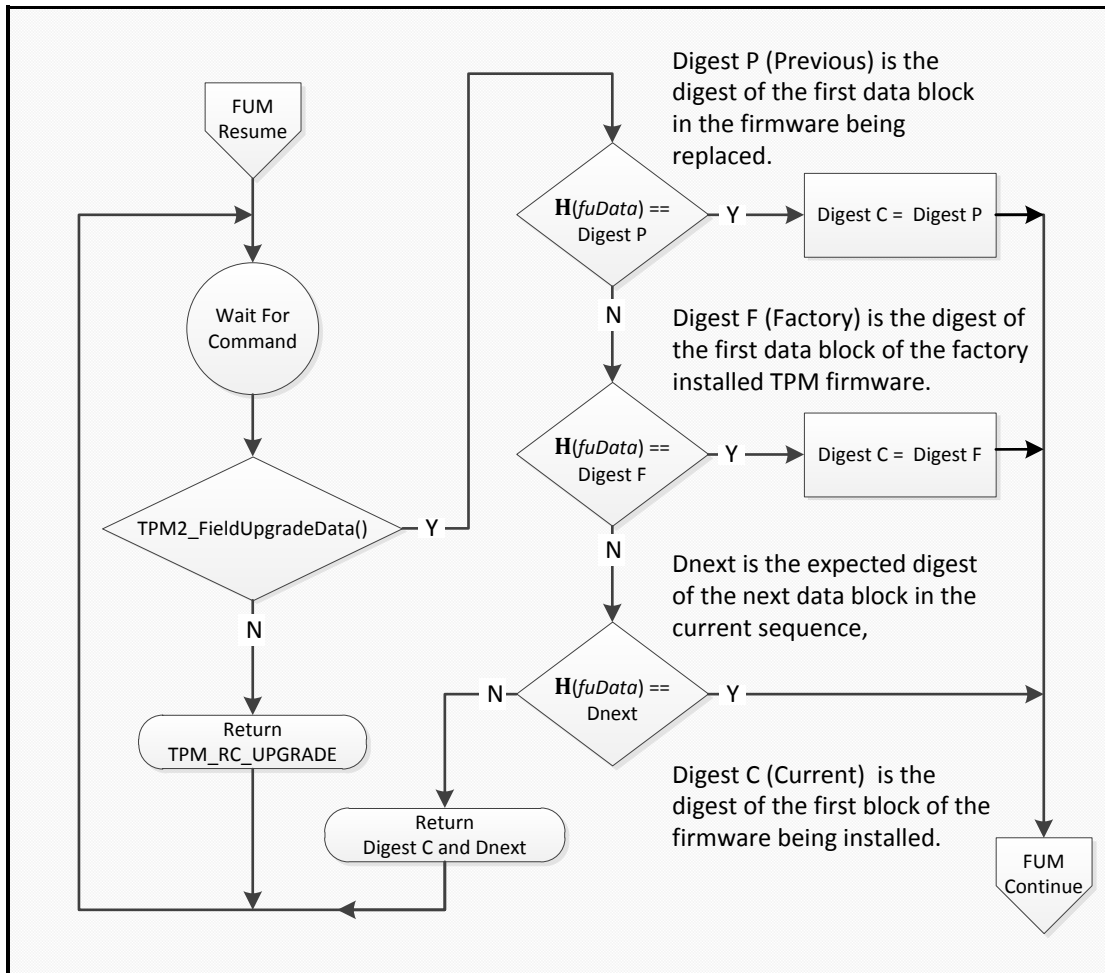 FUM
Resume
Wait For
Command
TPM2_FieldUpgradeData()
Y
N
Return
TPM_RC_UPGRADE
Digest P (Previous) is the
digest of the first data block
in the firmware being
replaced.
H(fuData) ==
Digest P
Y
Digest C = Digest P
N
Digest F (Factory) is the digest of
the first data block of the factory
installed TPM firmware.
H(fuData) ==
Digest F
Y
Digest C = Digest F
N
Dnext is the expected digest
of the next data block in the
current sequence,
H(fuData) ==
Dnext
N
Y
Return
Digest C and Dnext
Digest C (Current) is the
digest of the first block of the
firmware being installed.
FUM
Continue